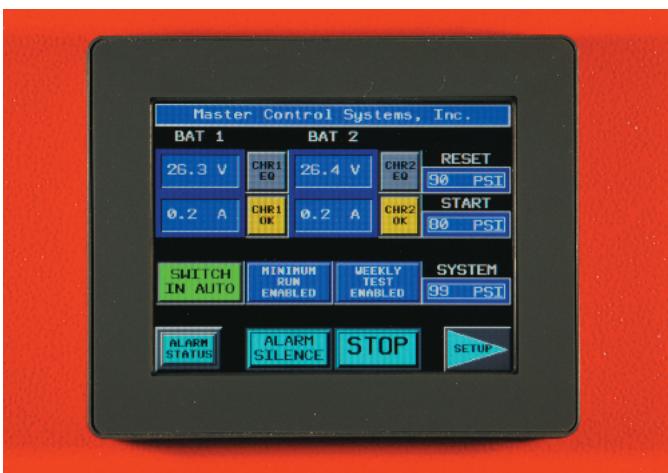 Master Control Systems, Inc.
BAT 1 BAT 2
RESET
26.3 V CHR1 EQ 26.4 V CHR2 EQ 90 PSI
START
0.2 A CHR1 OK 0.2 A CHR2 OK 80 PSI
SWITCH IN AUTO
MINIMUM RUN ENABLED
WEEKLY TEST ENABLED
SYSTEM
99 PSI
ALARM STATUS
ALARM SILENCE
STOP
SETUP